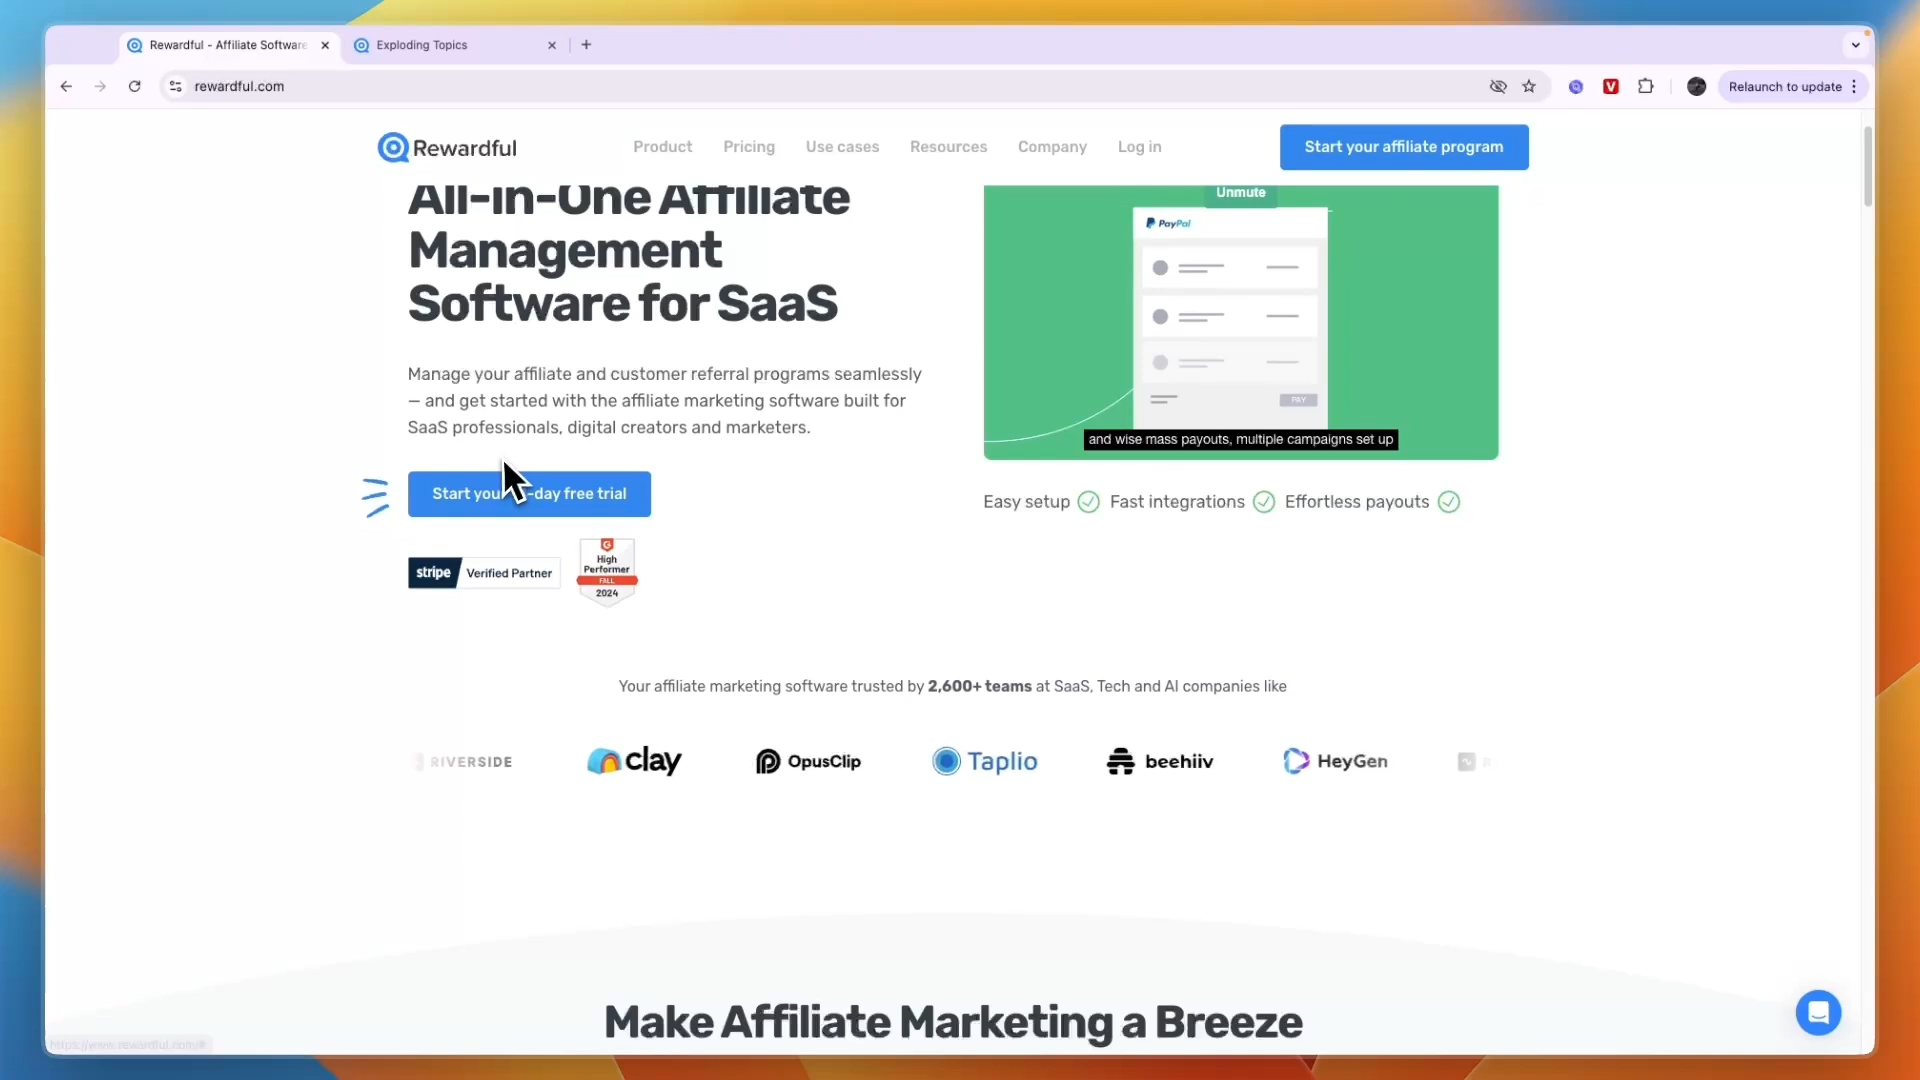 Rewardful - Affiliate Software
Exploding Topics
rewardful.com
Relaunch to update
Rewardful
Product
Pricing
Use cases
Resources
Company
Log in
Start your affiliate program
All-in-One Affiliate
Management
Software for SaaS
Manage your affiliate and customer referral programs seamlessly
— and get started with the affiliate marketing software built for
SaaS professionals, digital creators and marketers.
Start you -day free trial
stripe Verified Partner
High
Performer
FALL
2024
Unmute
PayPal
PAY
and wise mass payouts, multiple campaigns set up
Easy setup Fast integrations Effortless payouts
Your affiliate marketing software trusted by 2,600+ teams at SaaS, Tech and AI companies like
RIVERSIDE
clay
OpusClip
Taplio
beehiiv
HeyGen
Make Affiliate Marketing a Breeze
https://www.rewardful.com/#